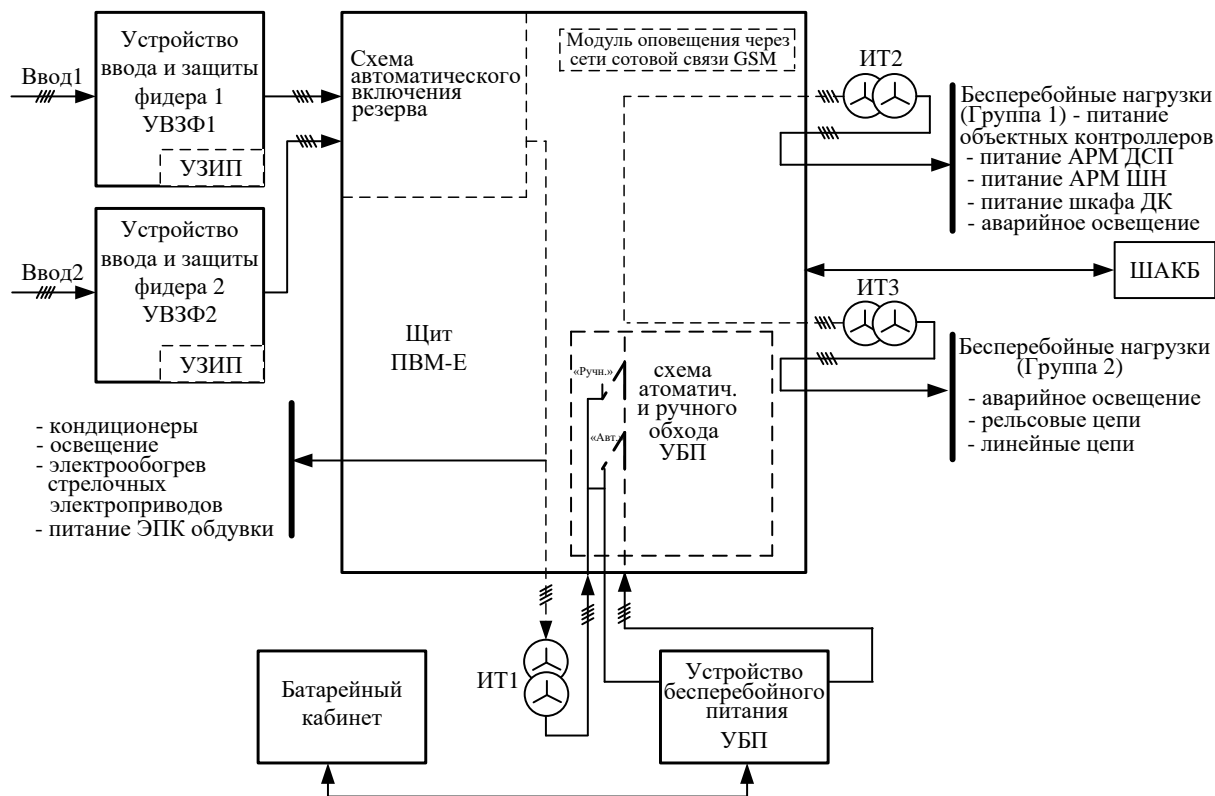 Устройство
ввода и защиты
фидера 1
УВЗФ1
УЗИП
Ввод1
Устройство
ввода и защиты
фидера 2
УВЗФ2
УЗИП
Ввод2
Схема
автоматического
включения
резерва
Модуль оповещения через
сети сотовой связи GSM
Щит
ПВМ-Е
«Ручн.»
«Авт.»
схема
атоматич.
и ручного
обхода
УБП
ИТ2
Бесперебойные нагрузки
(Группа 1) - питание
объектных контроллеров
- питание АРМ ДСП
- питание АРМ ШН
- питание шкафа ДК
- аварийное освещение
ШАКБ
ИТ3
Бесперебойные нагрузки
(Группа 2)
- аварийное освещение
- рельсовые цепи
- линейные цепи
- кондиционеры
- освещение
- электрообогрев
стрелочных
электроприводов
- питание ЭПК обдувки
Батарейный
кабинет
ИТ1
Устройство
бесперебойного
питания
УБП